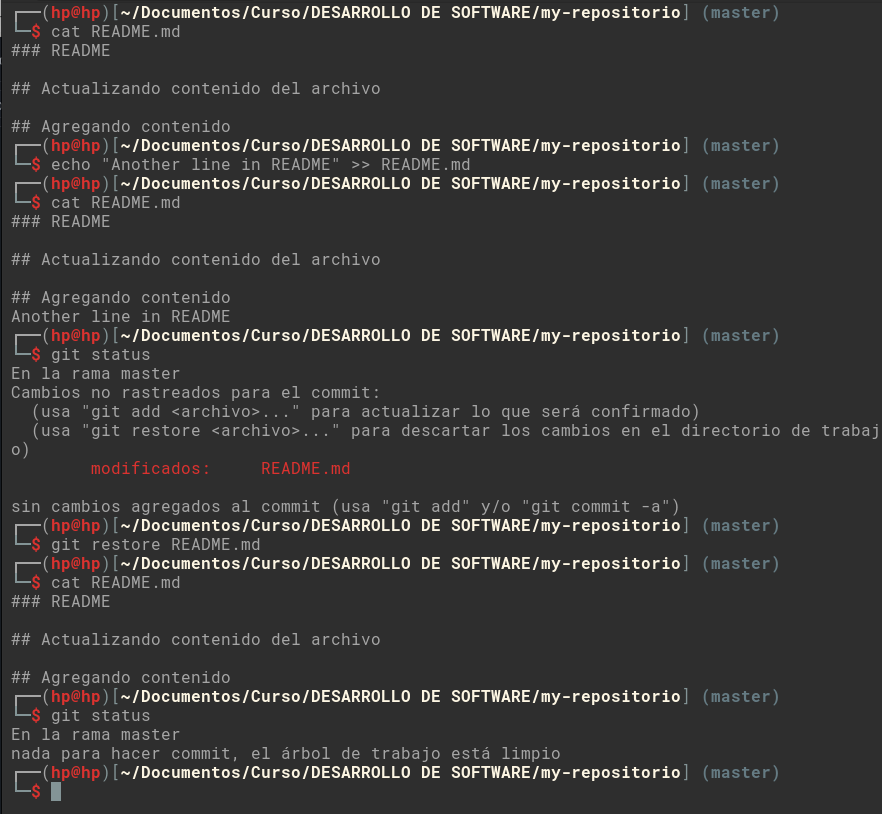 ┌──(hp@hp)[~/Documentos/Curso/DESARROLLO DE SOFTWARE/my-repositorio] (master)
└─$ cat README.md
### README
## Actualizando contenido del archivo
## Agregando contenido
┌──(hp@hp)[~/Documentos/Curso/DESARROLLO DE SOFTWARE/my-repositorio] (master)
└─$ echo "Another line in README" >> README.md
┌──(hp@hp)[~/Documentos/Curso/DESARROLLO DE SOFTWARE/my-repositorio] (master)
└─$ cat README.md
### README
## Actualizando contenido del archivo
## Agregando contenido
Another line in README
┌──(hp@hp)[~/Documentos/Curso/DESARROLLO DE SOFTWARE/my-repositorio] (master)
└─$ git status
En la rama master
Cambios no rastreados para el commit:
  (usa "git add <archivo>..." para actualizar lo que será confirmado)
  (usa "git restore <archivo>..." para descartar los cambios en el directorio de trabaj
o)
        modificados:     README.md
sin cambios agregados al commit (usa "git add" y/o "git commit -a")
┌──(hp@hp)[~/Documentos/Curso/DESARROLLO DE SOFTWARE/my-repositorio] (master)
└─$ git restore README.md
┌──(hp@hp)[~/Documentos/Curso/DESARROLLO DE SOFTWARE/my-repositorio] (master)
└─$ cat README.md
### README
## Actualizando contenido del archivo
## Agregando contenido
┌──(hp@hp)[~/Documentos/Curso/DESARROLLO DE SOFTWARE/my-repositorio] (master)
└─$ git status
En la rama master
nada para hacer commit, el árbol de trabajo está limpio
┌──(hp@hp)[~/Documentos/Curso/DESARROLLO DE SOFTWARE/my-repositorio] (master)
└─$